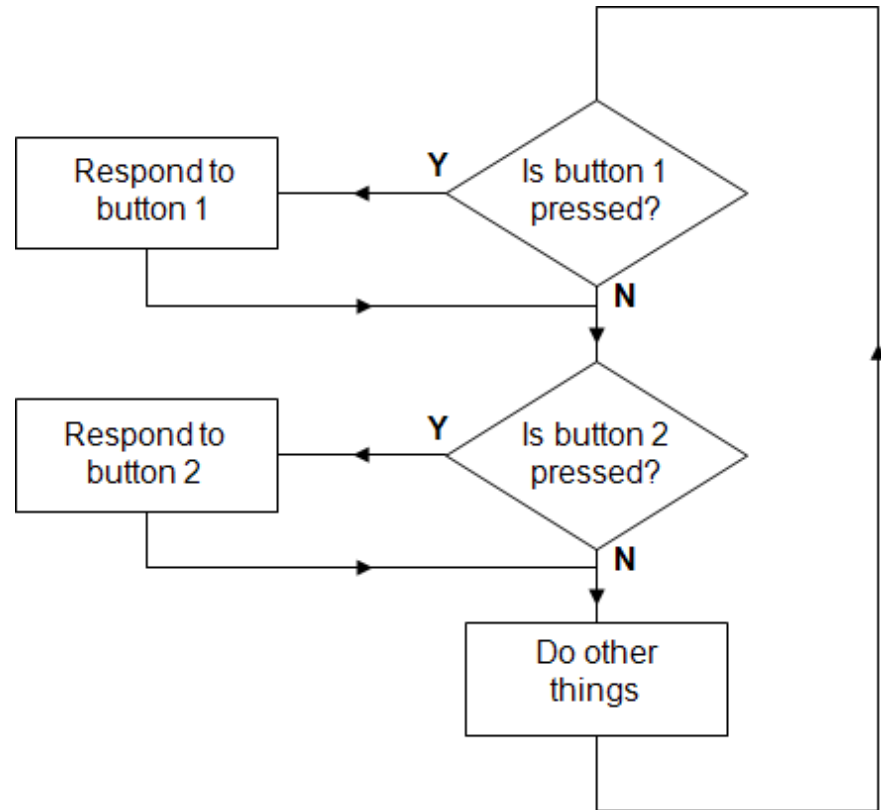 Is button 1
pressed?
Y
Respond to
button 1
N
Is button 2
pressed?
Y
Respond to
button 2
N
Do other
things